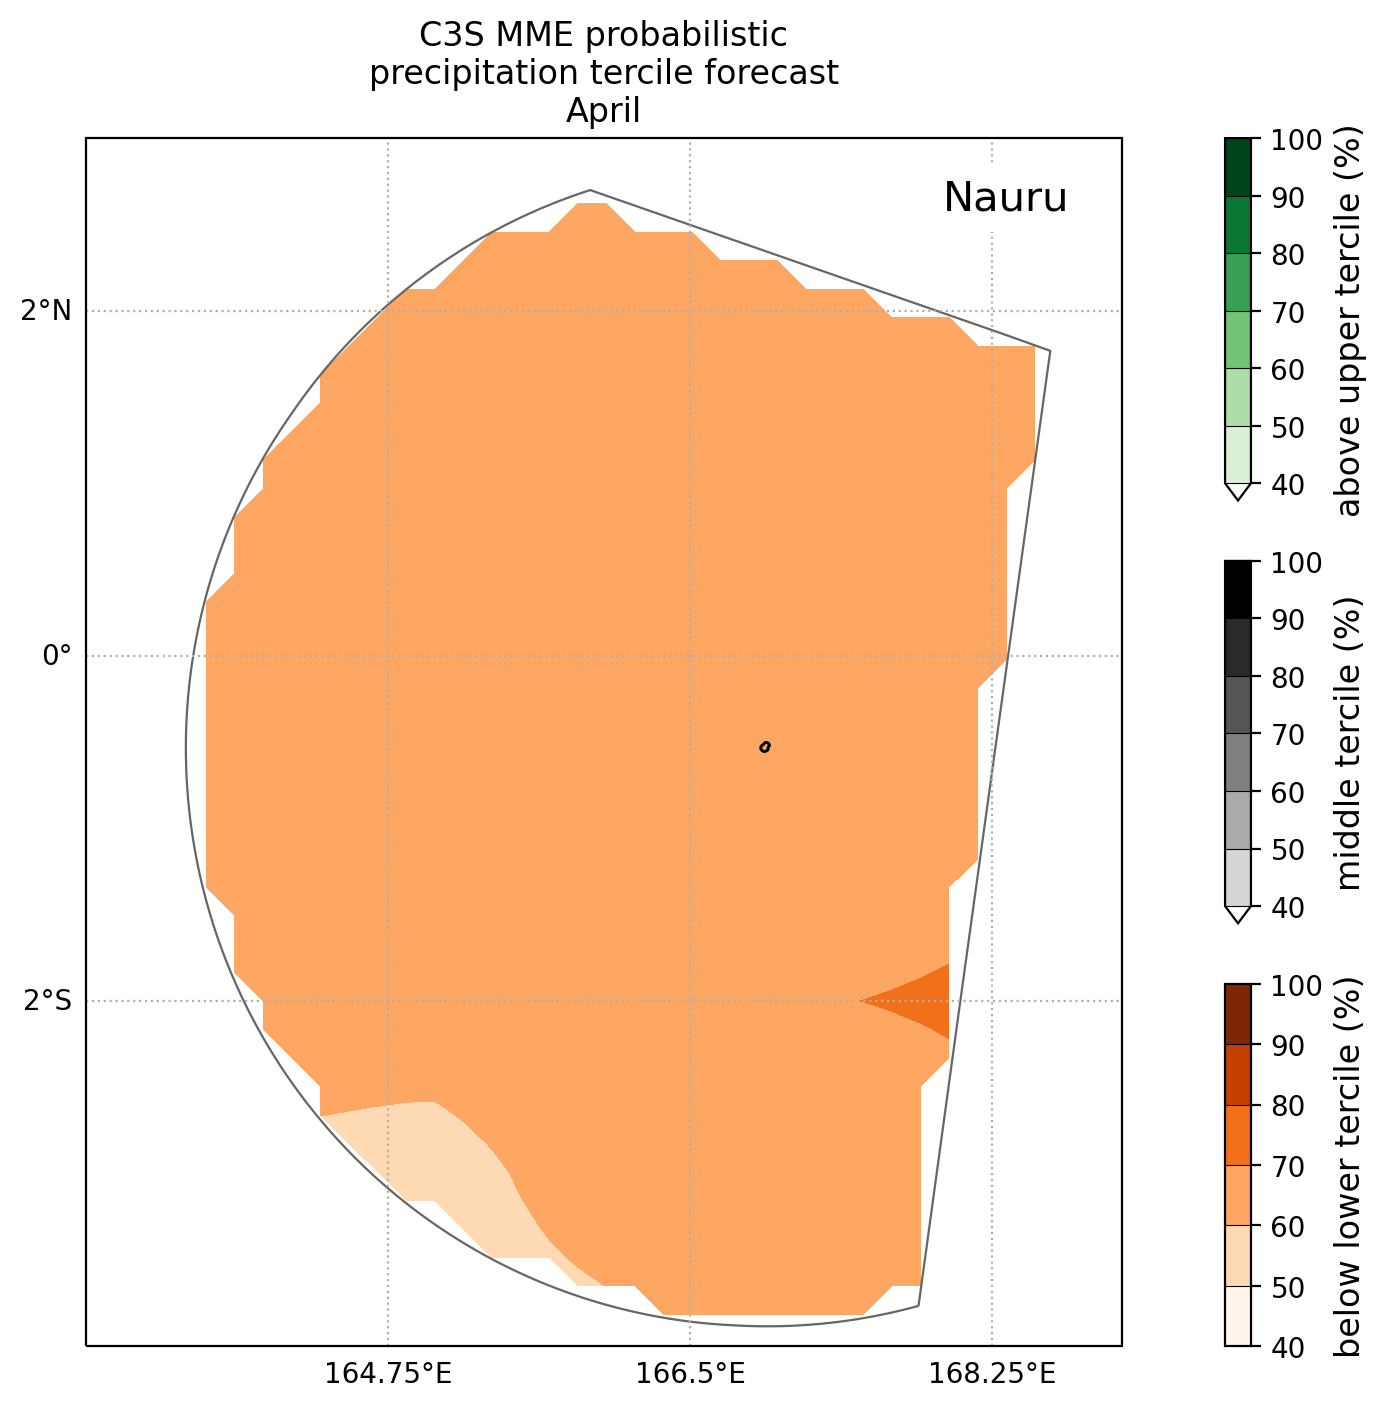 C3S MME probabilistic
precipitation tercile forecast
April
Nauru
2°N
0°
2°S
164.75°E
166.5°E
168.25°E
100
90
80
70
60
50
40
above upper tercile (%)
100
90
80
70
60
50
40
middle tercile (%)
100
90
80
70
60
50
40
below lower tercile (%)